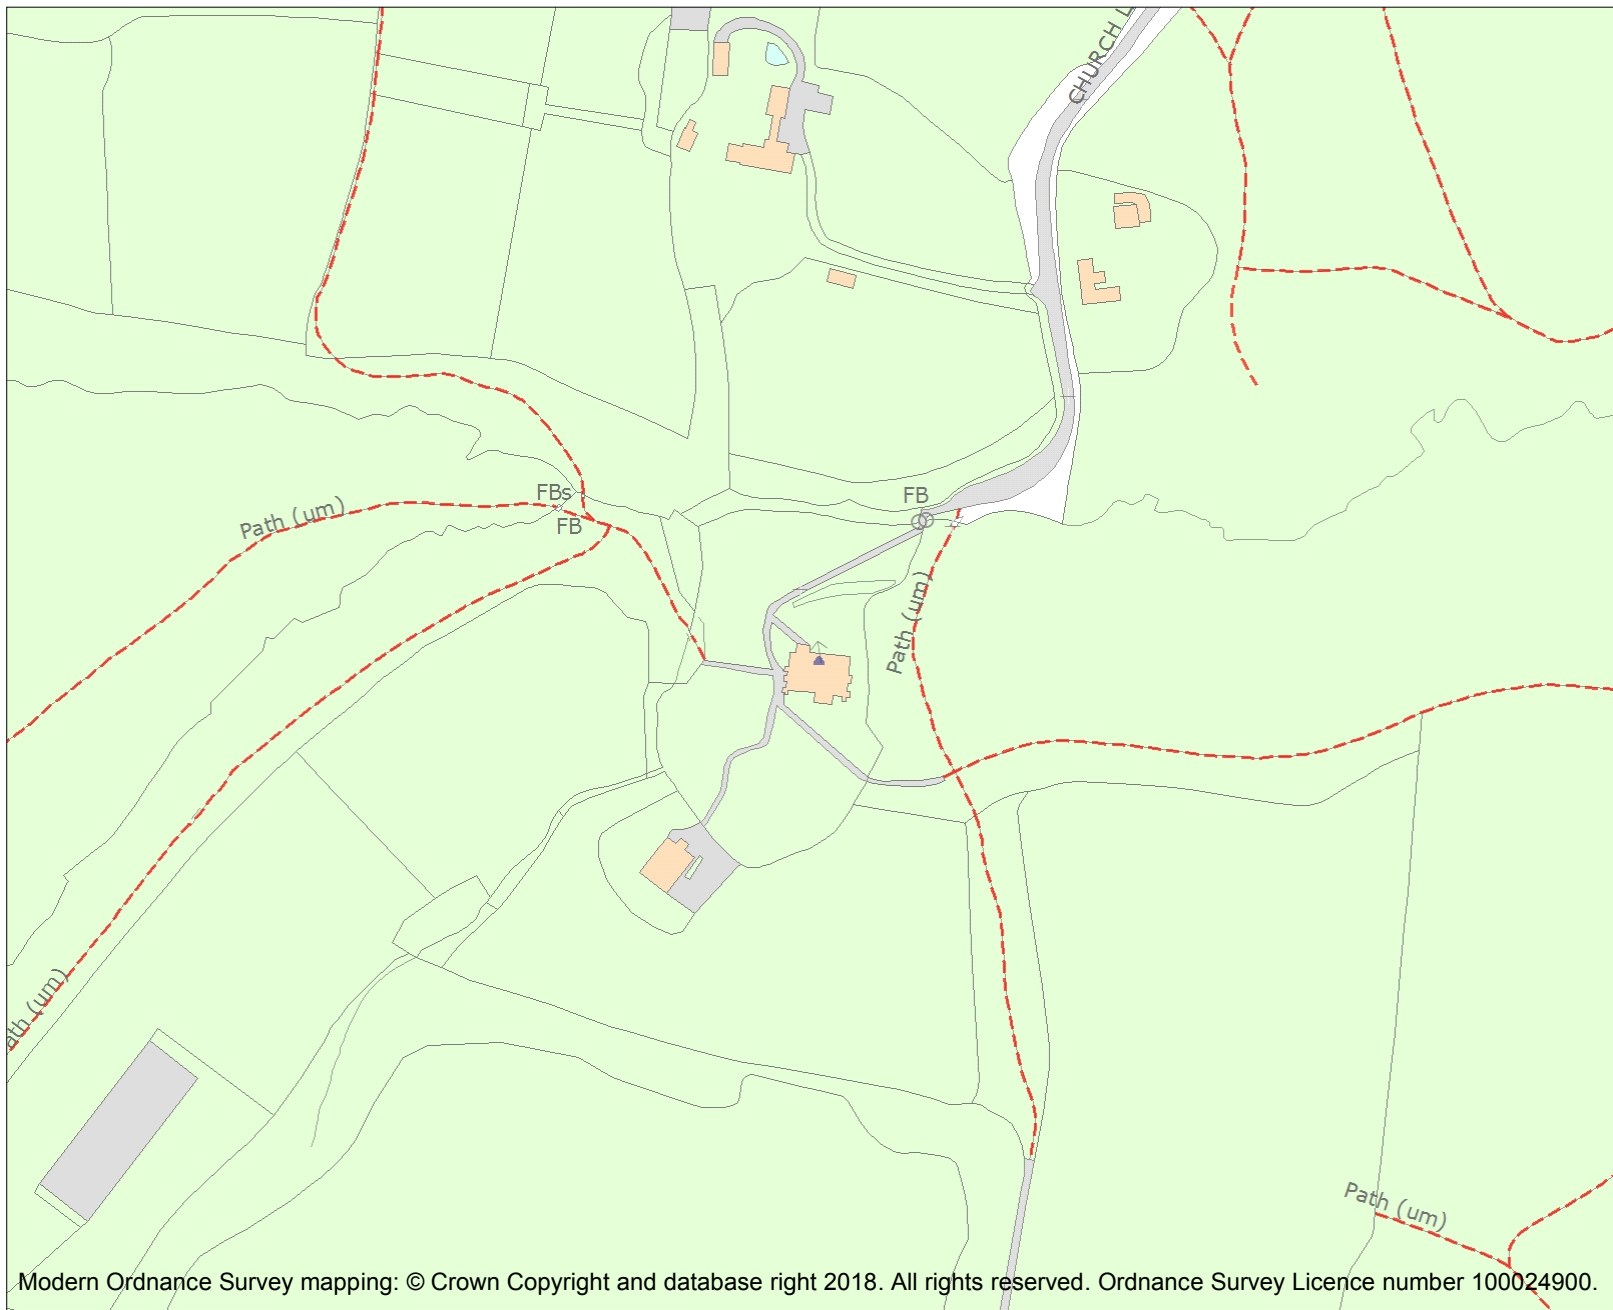 CHURCH L
FBs
FB
Path (um)
FB
Path (um)
ath (um)
Path (um)
Modern Ordnance Survey mapping: © Crown Copyright and database right 2018. All rights reserved. Ordnance Survey Licence number 100024900.